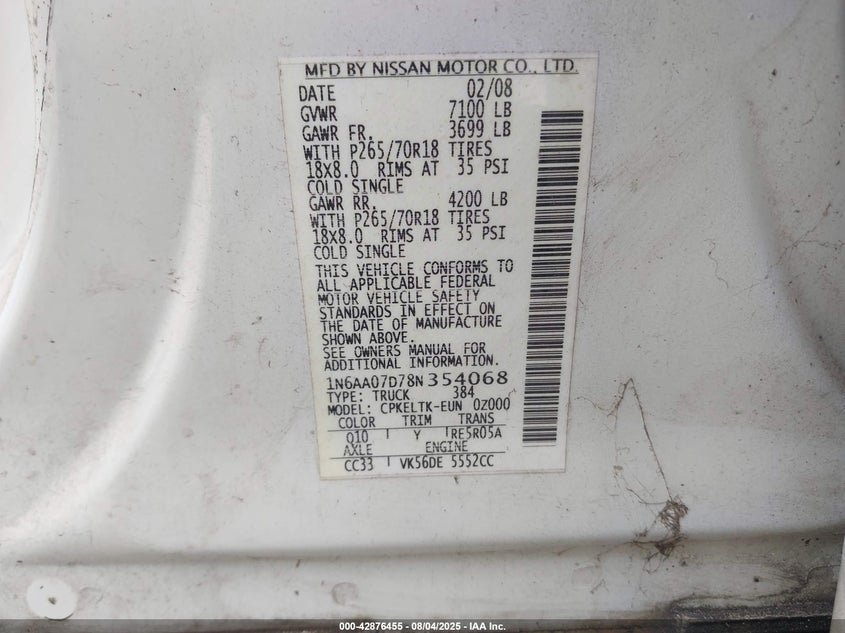 MFD BY NISSAN MOTOR CO., LTD.
DATE 02/08
GVWR 7100 LB
GAWR FR. 3699 LB
WITH P265/70R18 TIRES
18X8.0 RIMS AT 35 PSI
COLD SINGLE
GAWR RR. 4200 LB
WITH P265/70R18 TIRES
18X8.0 RIMS AT 35 PSI
COLD SINGLE
THIS VEHICLE CONFORMS TO
ALL APPLICABLE FEDERAL
MOTOR VEHICLE SAFETY
STANDARDS IN EFFECT ON
THE DATE OF MANUFACTURE
SHOWN ABOVE.
SEE OWNERS MANUAL FOR
ADDITIONAL INFORMATION.
1N6AA07D78N354068
TYPE: TRUCK 384
MODEL: CPKELTK-EUN 0Z000
COLOR TRIM TRANS
Q10 Y RE5R05A
AXLE ENGINE
CC33 VK56DE 5552CC
000-42876455 - 08/04/2025 - IAA Inc.